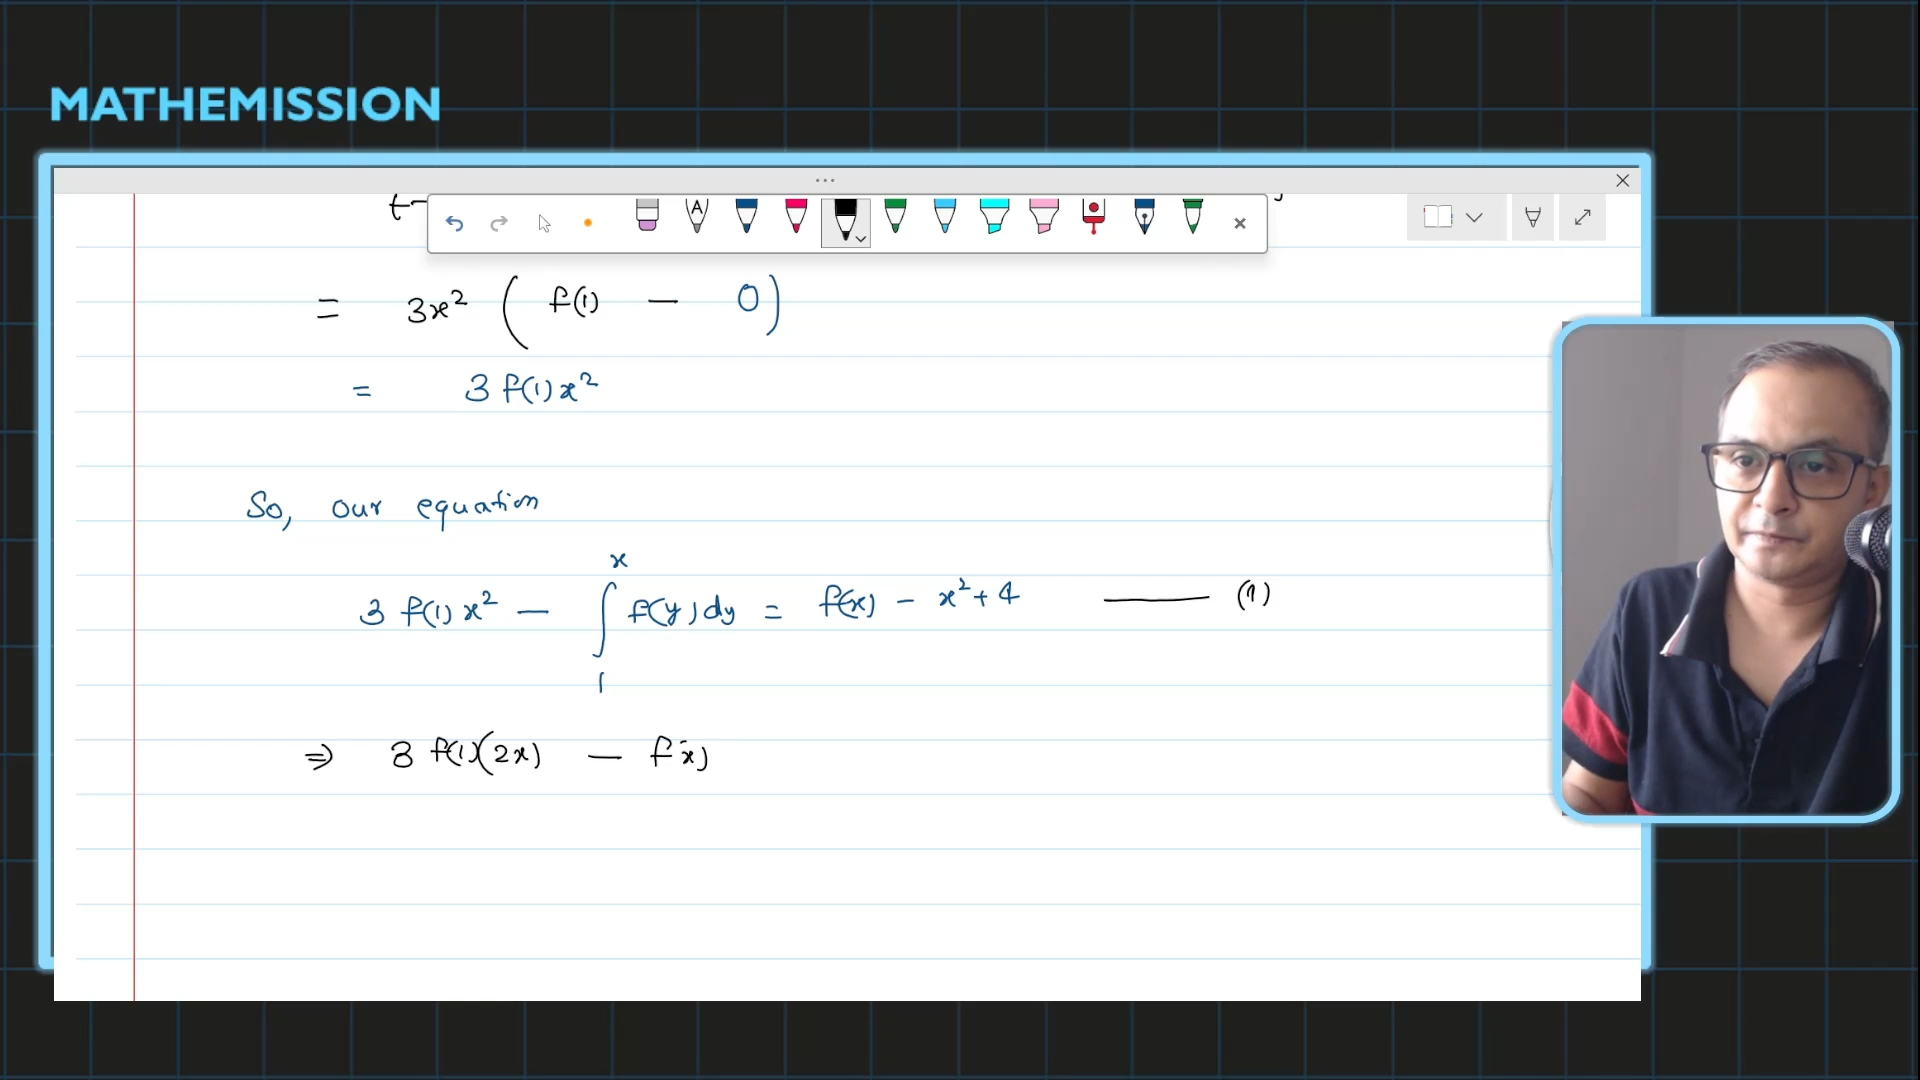 MATHEMISSION
= 3x² ( f(1) − 0)
= 3 f(1) x²
So, our equation
3 f(1) x² − ∫₁ˣ f(y) dy = f(x) − x² + 4 —— (1)
⇒ 3 f(1)(2x) − f(x)